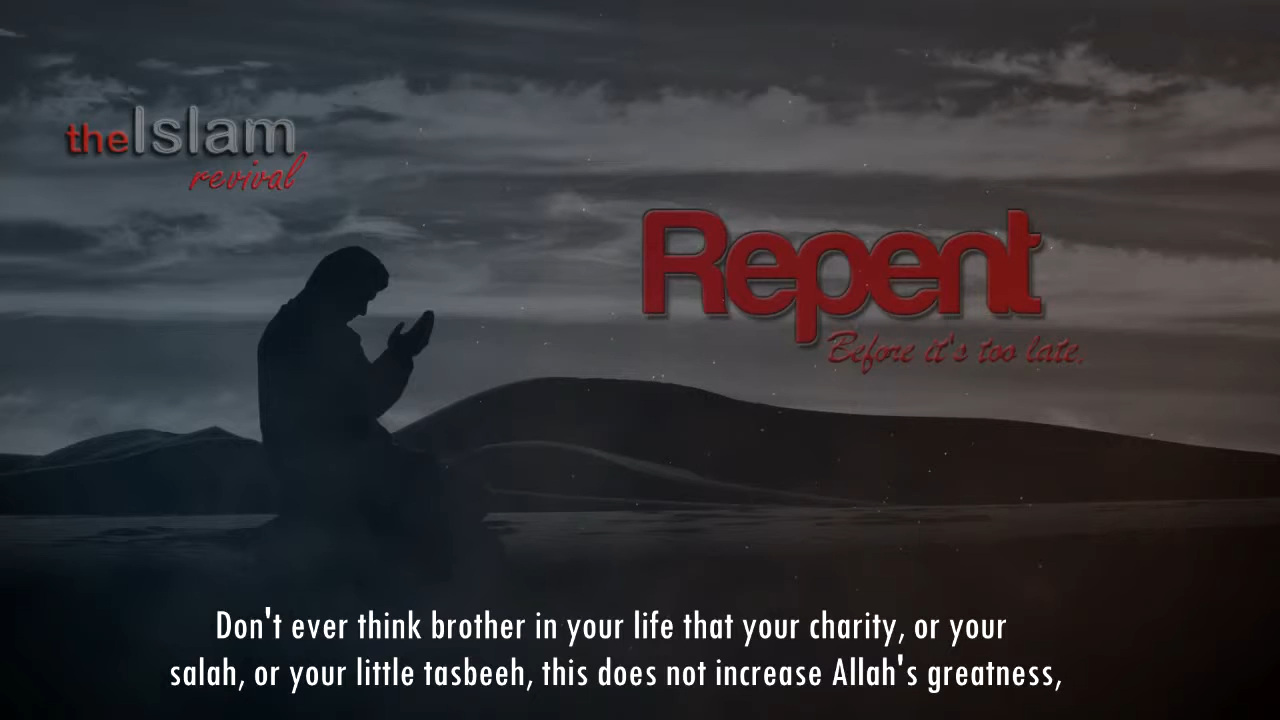 theIslam
revival
Repent
Before it's too late.
Don't ever think brother in your life that your charity, or your
salah, or your little tasbeeh, this does not increase Allah's greatness,